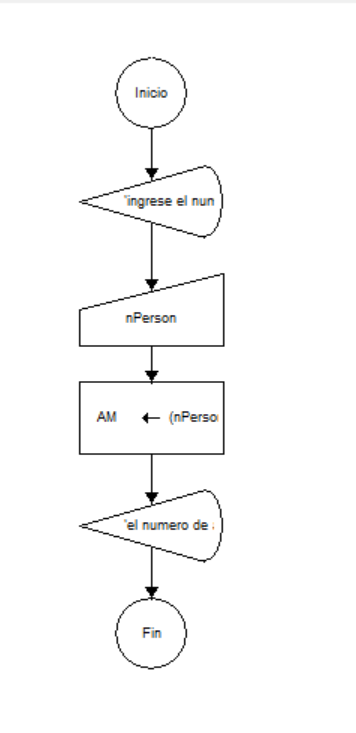 Inicio
'ingrese el nun
nPerson
AM ← (nPerso
'el numero de
Fin